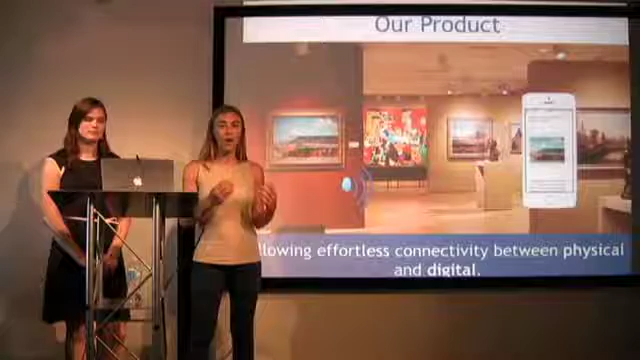 Our Product
llowing effortless connectivity between physical
and digital.